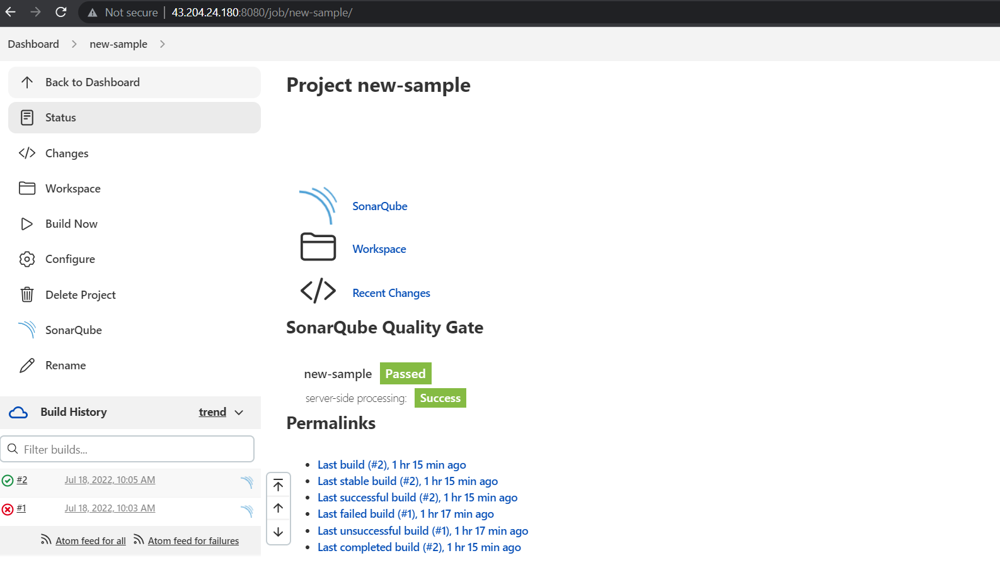 Not secure | 43.204.24.180:8080/job/new-sample/
Dashboard > new-sample >
Back to Dashboard
Status
Changes
Workspace
Build Now
Configure
Delete Project
SonarQube
Rename
Build History trend
Filter builds...
#2 Jul 18, 2022, 10:05 AM
#1 Jul 18, 2022, 10:03 AM
Atom feed for all Atom feed for failures
Project new-sample
SonarQube
Workspace
Recent Changes
SonarQube Quality Gate
new-sample Passed
server-side processing: Success
Permalinks
• Last build (#2), 1 hr 15 min ago
• Last stable build (#2), 1 hr 15 min ago
• Last successful build (#2), 1 hr 15 min ago
• Last failed build (#1), 1 hr 17 min ago
• Last unsuccessful build (#1), 1 hr 17 min ago
• Last completed build (#2), 1 hr 15 min ago